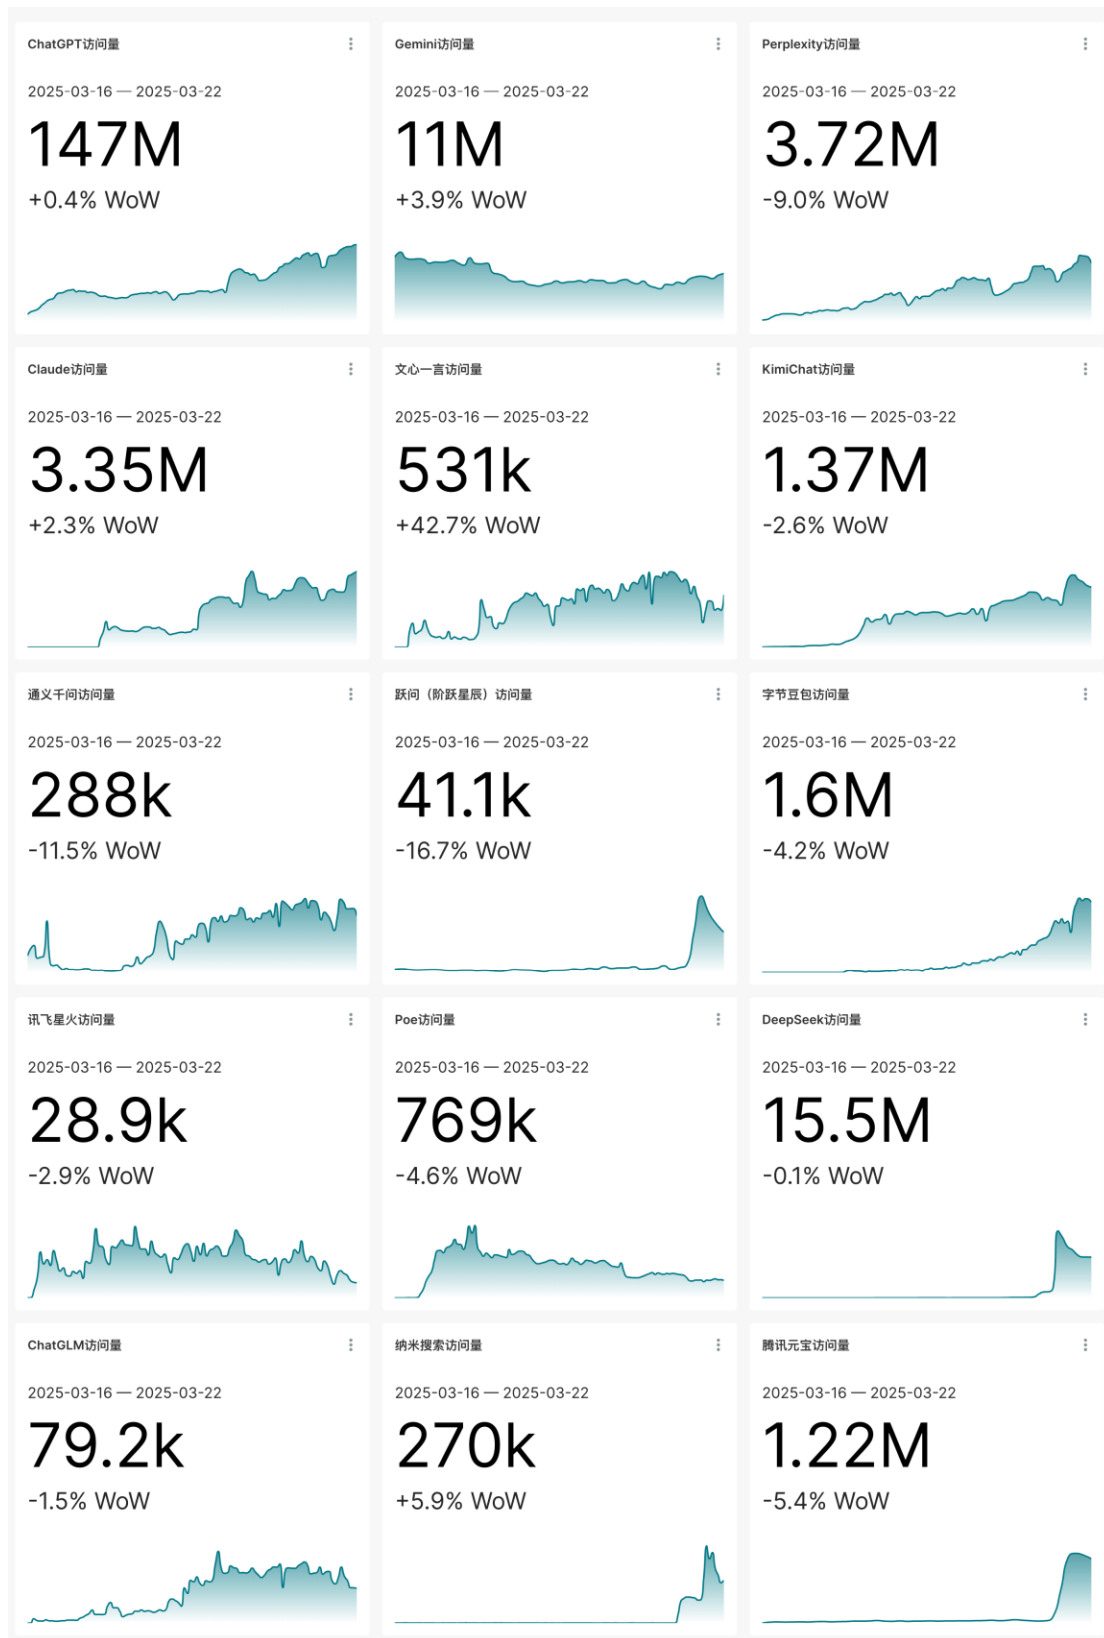 ChatGPT访问量
2025-03-16 — 2025-03-22
147M
+0.4% WoW
Gemini访问量
2025-03-16 — 2025-03-22
11M
+3.9% WoW
Perplexity访问量
2025-03-16 — 2025-03-22
3.72M
-9.0% WoW
Claude访问量
2025-03-16 — 2025-03-22
3.35M
+2.3% WoW
文心一言访问量
2025-03-16 — 2025-03-22
531k
+42.7% WoW
KimiChat访问量
2025-03-16 — 2025-03-22
1.37M
-2.6% WoW
通义千问访问量
2025-03-16 — 2025-03-22
288k
-11.5% WoW
跃问（阶跃星辰）访问量
2025-03-16 — 2025-03-22
41.1k
-16.7% WoW
字节豆包访问量
2025-03-16 — 2025-03-22
1.6M
-4.2% WoW
讯飞星火访问量
2025-03-16 — 2025-03-22
28.9k
-2.9% WoW
Poe访问量
2025-03-16 — 2025-03-22
769k
-4.6% WoW
DeepSeek访问量
2025-03-16 — 2025-03-22
15.5M
-0.1% WoW
ChatGLM访问量
2025-03-16 — 2025-03-22
79.2k
-1.5% WoW
纳米搜索访问量
2025-03-16 — 2025-03-22
270k
+5.9% WoW
腾讯元宝访问量
2025-03-16 — 2025-03-22
1.22M
-5.4% WoW